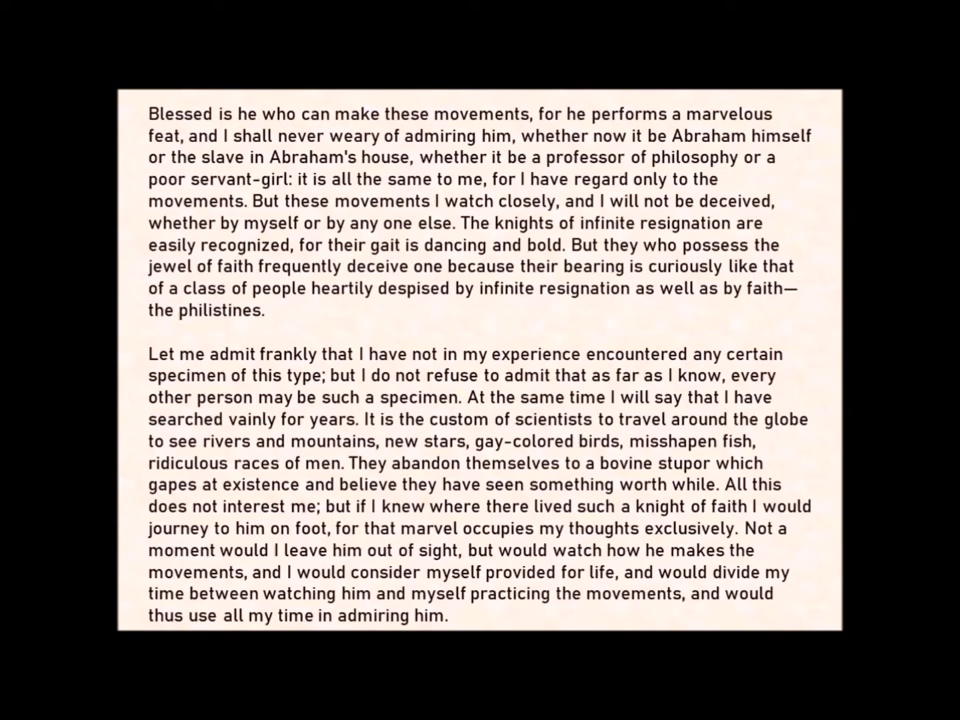 Blessed is he who can make these movements, for he performs a marvelous
feat, and I shall never weary of admiring him, whether now it be Abraham himself
or the slave in Abraham's house, whether it be a professor of philosophy or a
poor servant-girl: it is all the same to me, for I have regard only to the
movements. But these movements I watch closely, and I will not be deceived,
whether by myself or by any one else. The knights of infinite resignation are
easily recognized, for their gait is dancing and bold. But they who possess the
jewel of faith frequently deceive one because their bearing is curiously like that
of a class of people heartily despised by infinite resignation as well as by faith—
the philistines.

Let me admit frankly that I have not in my experience encountered any certain
specimen of this type; but I do not refuse to admit that as far as I know, every
other person may be such a specimen. At the same time I will say that I have
searched vainly for years. It is the custom of scientists to travel around the globe
to see rivers and mountains, new stars, gay-colored birds, misshapen fish,
ridiculous races of men. They abandon themselves to a bovine stupor which
gapes at existence and believe they have seen something worth while. All this
does not interest me; but if I knew where there lived such a knight of faith I would
journey to him on foot, for that marvel occupies my thoughts exclusively. Not a
moment would I leave him out of sight, but would watch how he makes the
movements, and I would consider myself provided for life, and would divide my
time between watching him and myself practicing the movements, and would
thus use all my time in admiring him.